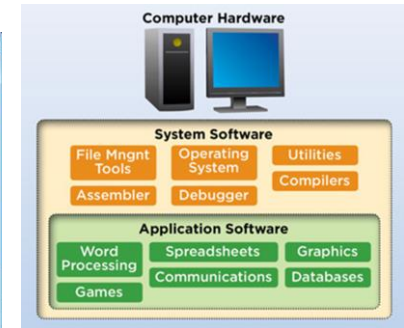 Computer Hardware
System Software
File Mngnt
Tools
Operating
System
Utilities
Assembler
Debugger
Compilers
Application Software
Word
Processing
Spreadsheets
Graphics
Communications
Databases
Games